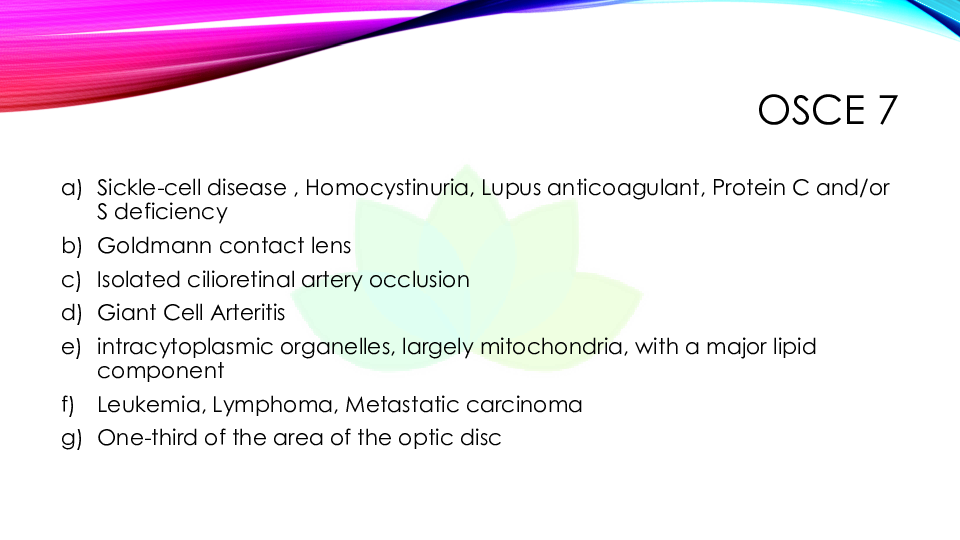 OSCE 7
a) Sickle-cell disease , Homocystinuria, Lupus anticoagulant, Protein C and/or
S deficiency
b) Goldmann contact lens
c) Isolated cilioretinal artery occlusion
d) Giant Cell Arteritis
e) intracytoplasmic organelles, largely mitochondria, with a major lipid
component
f) Leukemia, Lymphoma, Metastatic carcinoma
g) One-third of the area of the optic disc